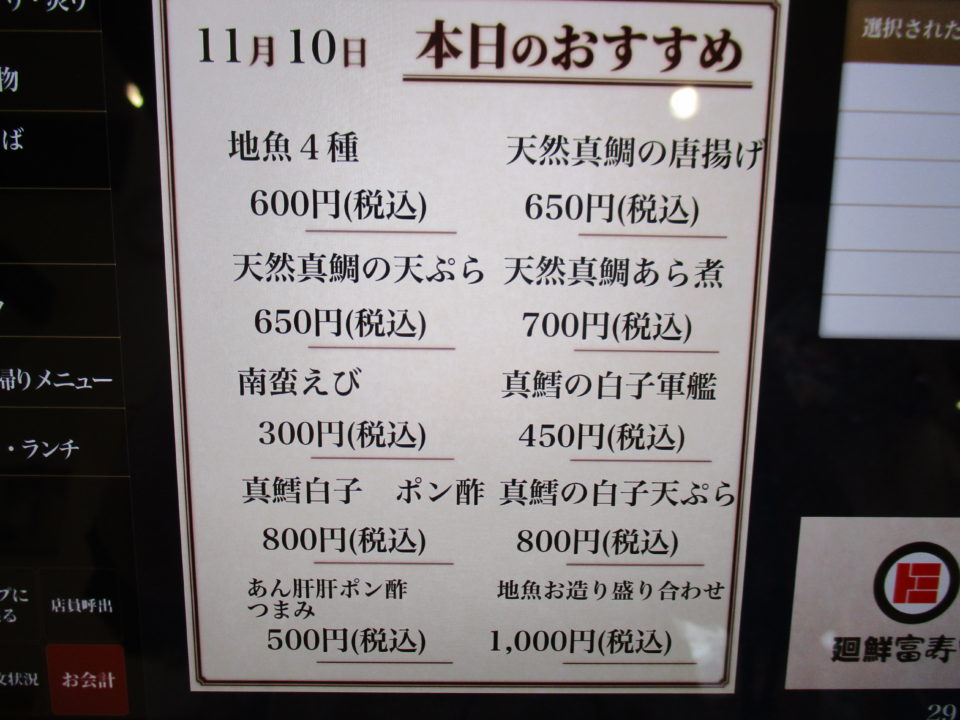 11月10日 本日のおすすめ
地魚4種
600円(税込)
天然真鯛の唐揚げ
650円(税込)
天然真鯛の天ぷら
650円(税込)
天然真鯛あら煮
700円(税込)
南蛮えび
300円(税込)
真鱈の白子軍艦
450円(税込)
真鱈白子 ポン酢
800円(税込)
真鱈の白子天ぷら
800円(税込)
あん肝肝ポン酢
つまみ
500円(税込)
地魚お造り盛り合わせ
1,000円(税込)
物
ば
帰りメニュー
・ランチ
店員呼出
お会計
選択された
廻鮮富寿
29